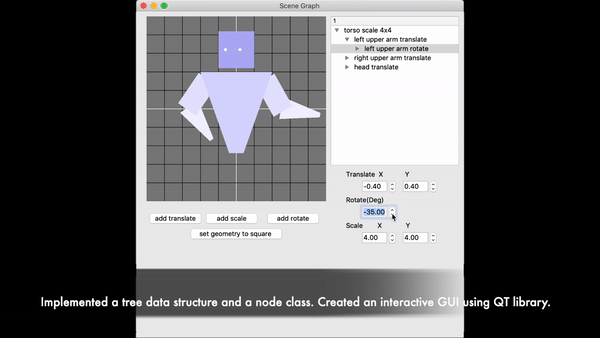 Scene Graph
1
torso scale 4x4
left upper arm translate
left upper arm rotate
right upper arm translate
head translate
Translate X Y
-0.40 0.40
Rotate(Deg)
-35.00
Scale X Y
4.00 4.00
add translate add scale add rotate
set geometry to square
Implemented a tree data structure and a node class. Created an interactive GUI using QT library.